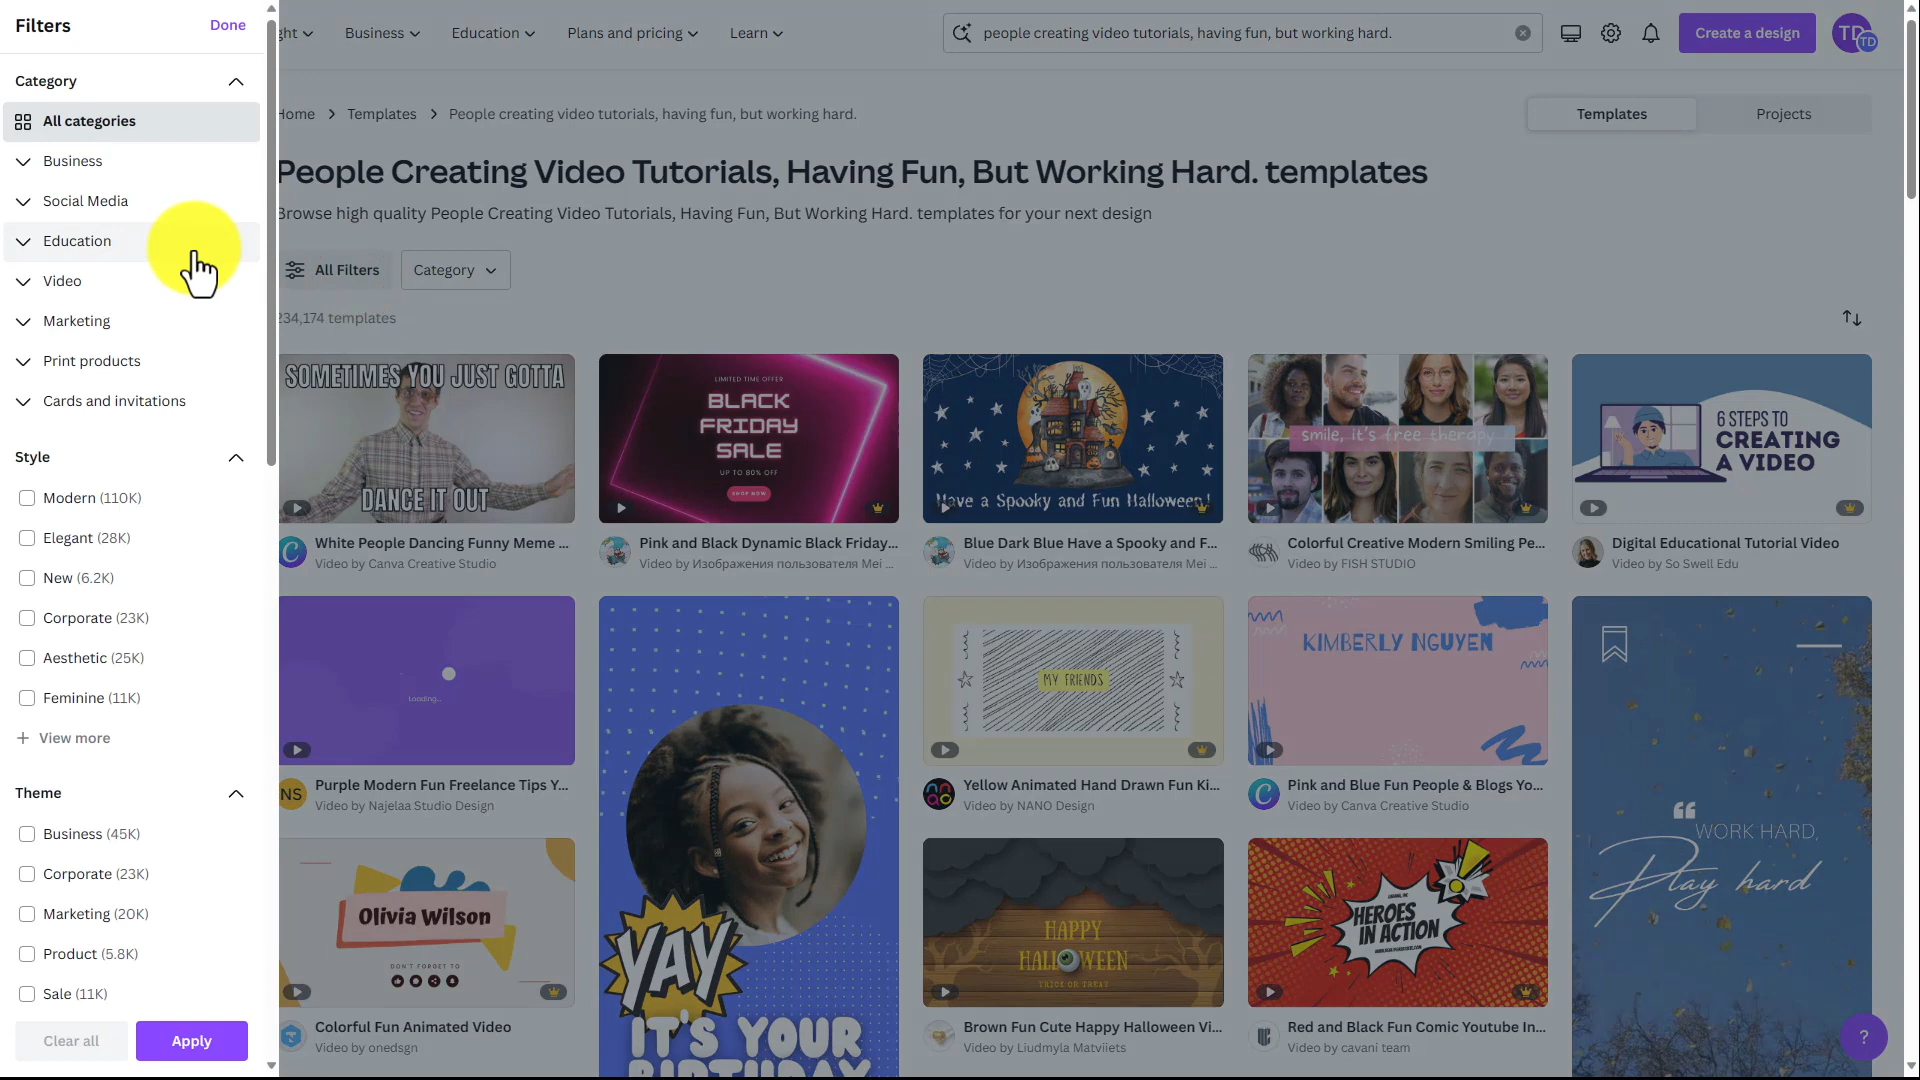 Filters
Done
Category
All categories
Business
Social Media
Education
Video
Marketing
Print products
Cards and invitations
Style
Modern (110K)
Elegant (28K)
New (6.2K)
Corporate (23K)
Aesthetic (25K)
Feminine (11K)
View more
Theme
Business (45K)
Corporate (23K)
Marketing (20K)
Product (5.8K)
Sale (11K)
Clear all
Apply
ght
Business
Education
Plans and pricing
Learn
people creating video tutorials, having fun, but working hard.
Create a design
TD
TD
Home
Templates
People creating video tutorials, having fun, but working hard.
Templates
Projects
People Creating Video Tutorials, Having Fun, But Working Hard. templates
Browse high quality People Creating Video Tutorials, Having Fun, But Working Hard. templates for your next design
All Filters
Category
234,174 templates
SOMETIMES YOU JUST GOTTA
DANCE IT OUT
White People Dancing Funny Meme ...
Video by Canva Creative Studio
LIMITED TIME OFFER
BLACK
FRIDAY
SALE
UP TO 80% OFF
SHOP NOW
Pink and Black Dynamic Black Friday...
Video by Изображения пользователя Mei ...
Have a Spooky and Fun Halloween!
Blue Dark Blue Have a Spooky and F...
Video by Изображения пользователя Mei ...
smile, it's free therapy
Colorful Creative Modern Smiling Pe...
Video by FISH STUDIO
6 STEPS TO
CREATING
A VIDEO
Digital Educational Tutorial Video
Video by So Swell Edu
Loading...
NS
Purple Modern Fun Freelance Tips Y...
Video by Najelaa Studio Design
YAY
IT'S YOUR
BIRTHDAY
MY FRIENDS
Yellow Animated Hand Drawn Fun Ki...
Video by NANO Design
KIMBERLY NGUYEN
Pink and Blue Fun People & Blogs Yo...
Video by Canva Creative Studio
“
WORK HARD,
Play hard
Olivia Wilson
DON'T FORGET TO
Colorful Fun Animated Video
Video by onedsgn
HAPPY
HALLOWEEN
TRICK OR TREAT
Brown Fun Cute Happy Halloween Vi...
Video by Liudmyla Matviiets
HEROES
IN ACTION
Red and Black Fun Comic Youtube In...
Video by cavani team
?